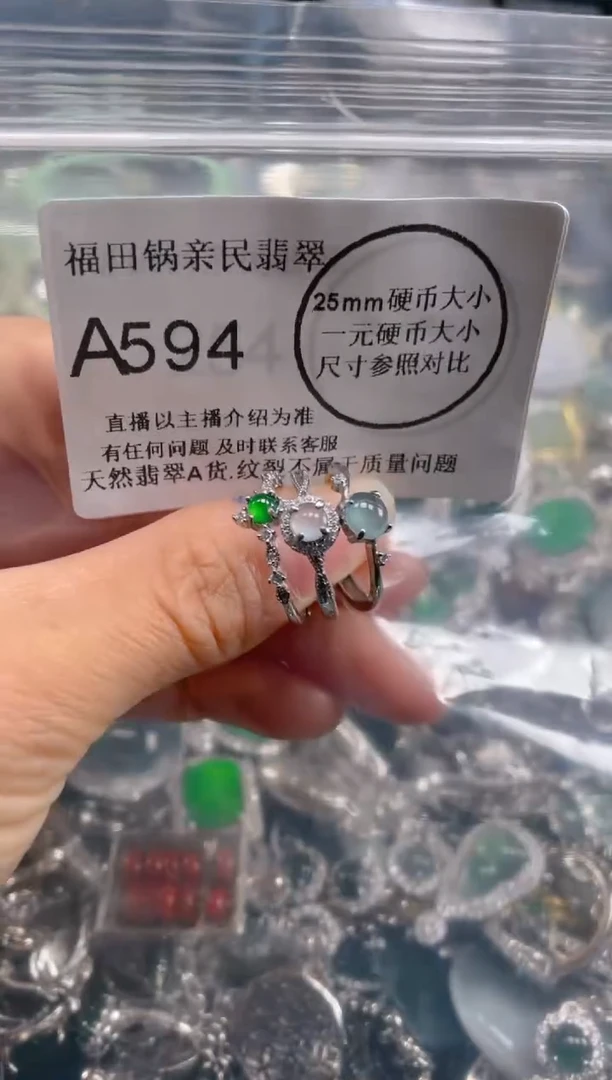 福田锅亲民翡翠
25mm硬币大小
一元硬币大小
尺寸参照对比
A594
直播以主播介绍为准
有任何问题 及时联系客服
天然翡翠A货.纹裂不属于质量问题